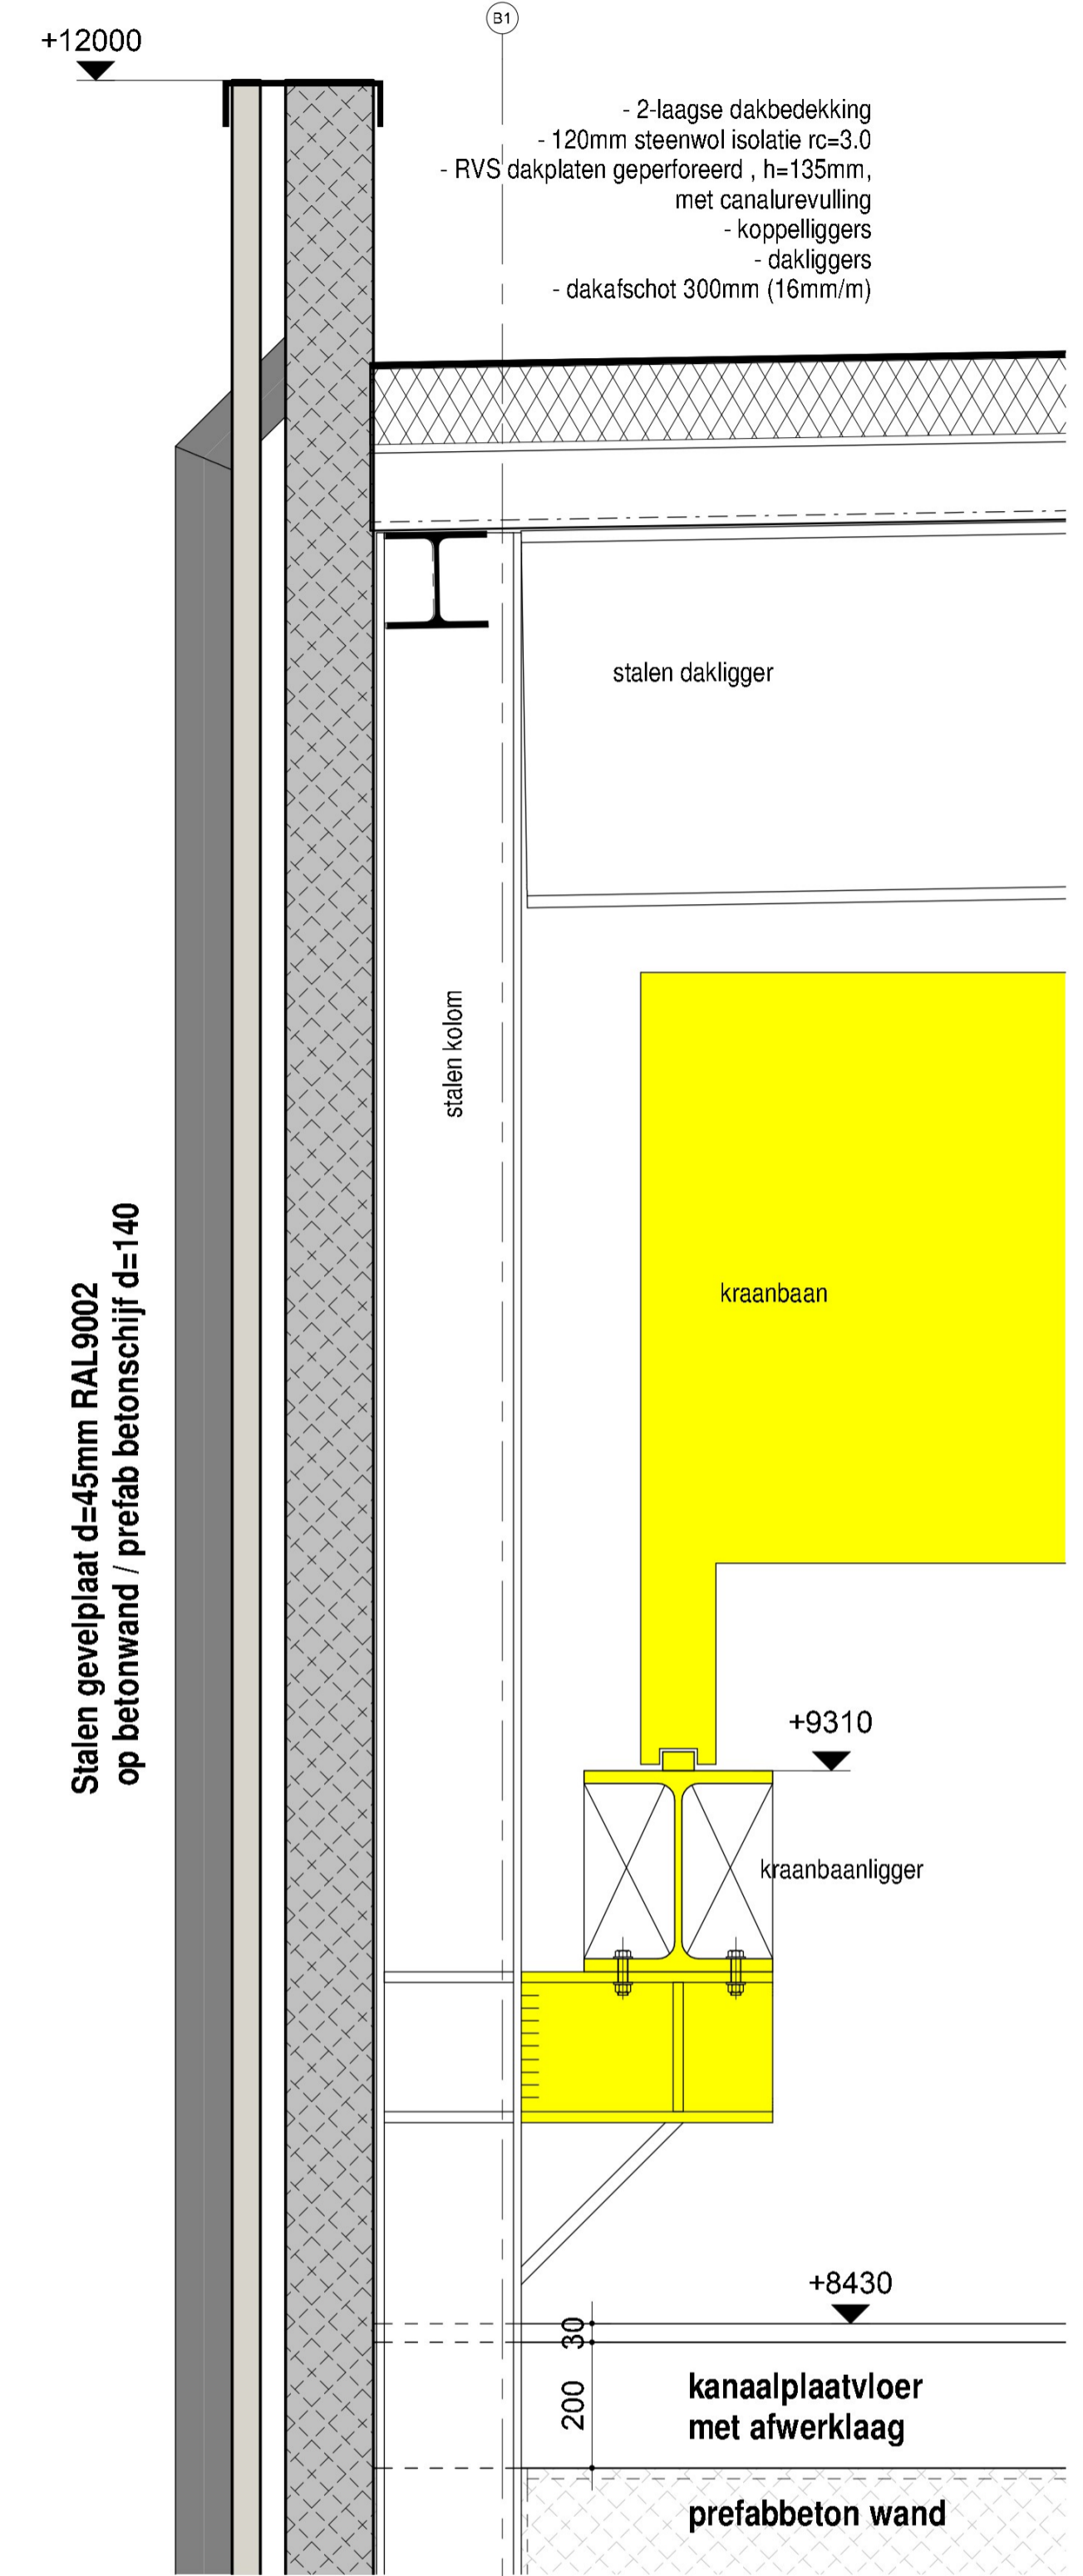 B1
+12000
- 2-laagse dakbedekking
- 120mm steenwol isolatie rc=3.0
- RVS dakplaten geperforeerd , h=135mm,
met canalurevulling
- koppelliggers
- dakliggers
- dakafschot 300mm (16mm/m)
stalen dakligger
stalen kolom
Stalen gevelplaat d=45mm RAL9002
op betonwand / prefab betonschijf d=140
kraanbaan
+9310
kraanbaanligger
+8430
30
200
kanaalplaatvloer
met afwerklaag
prefabbeton wand